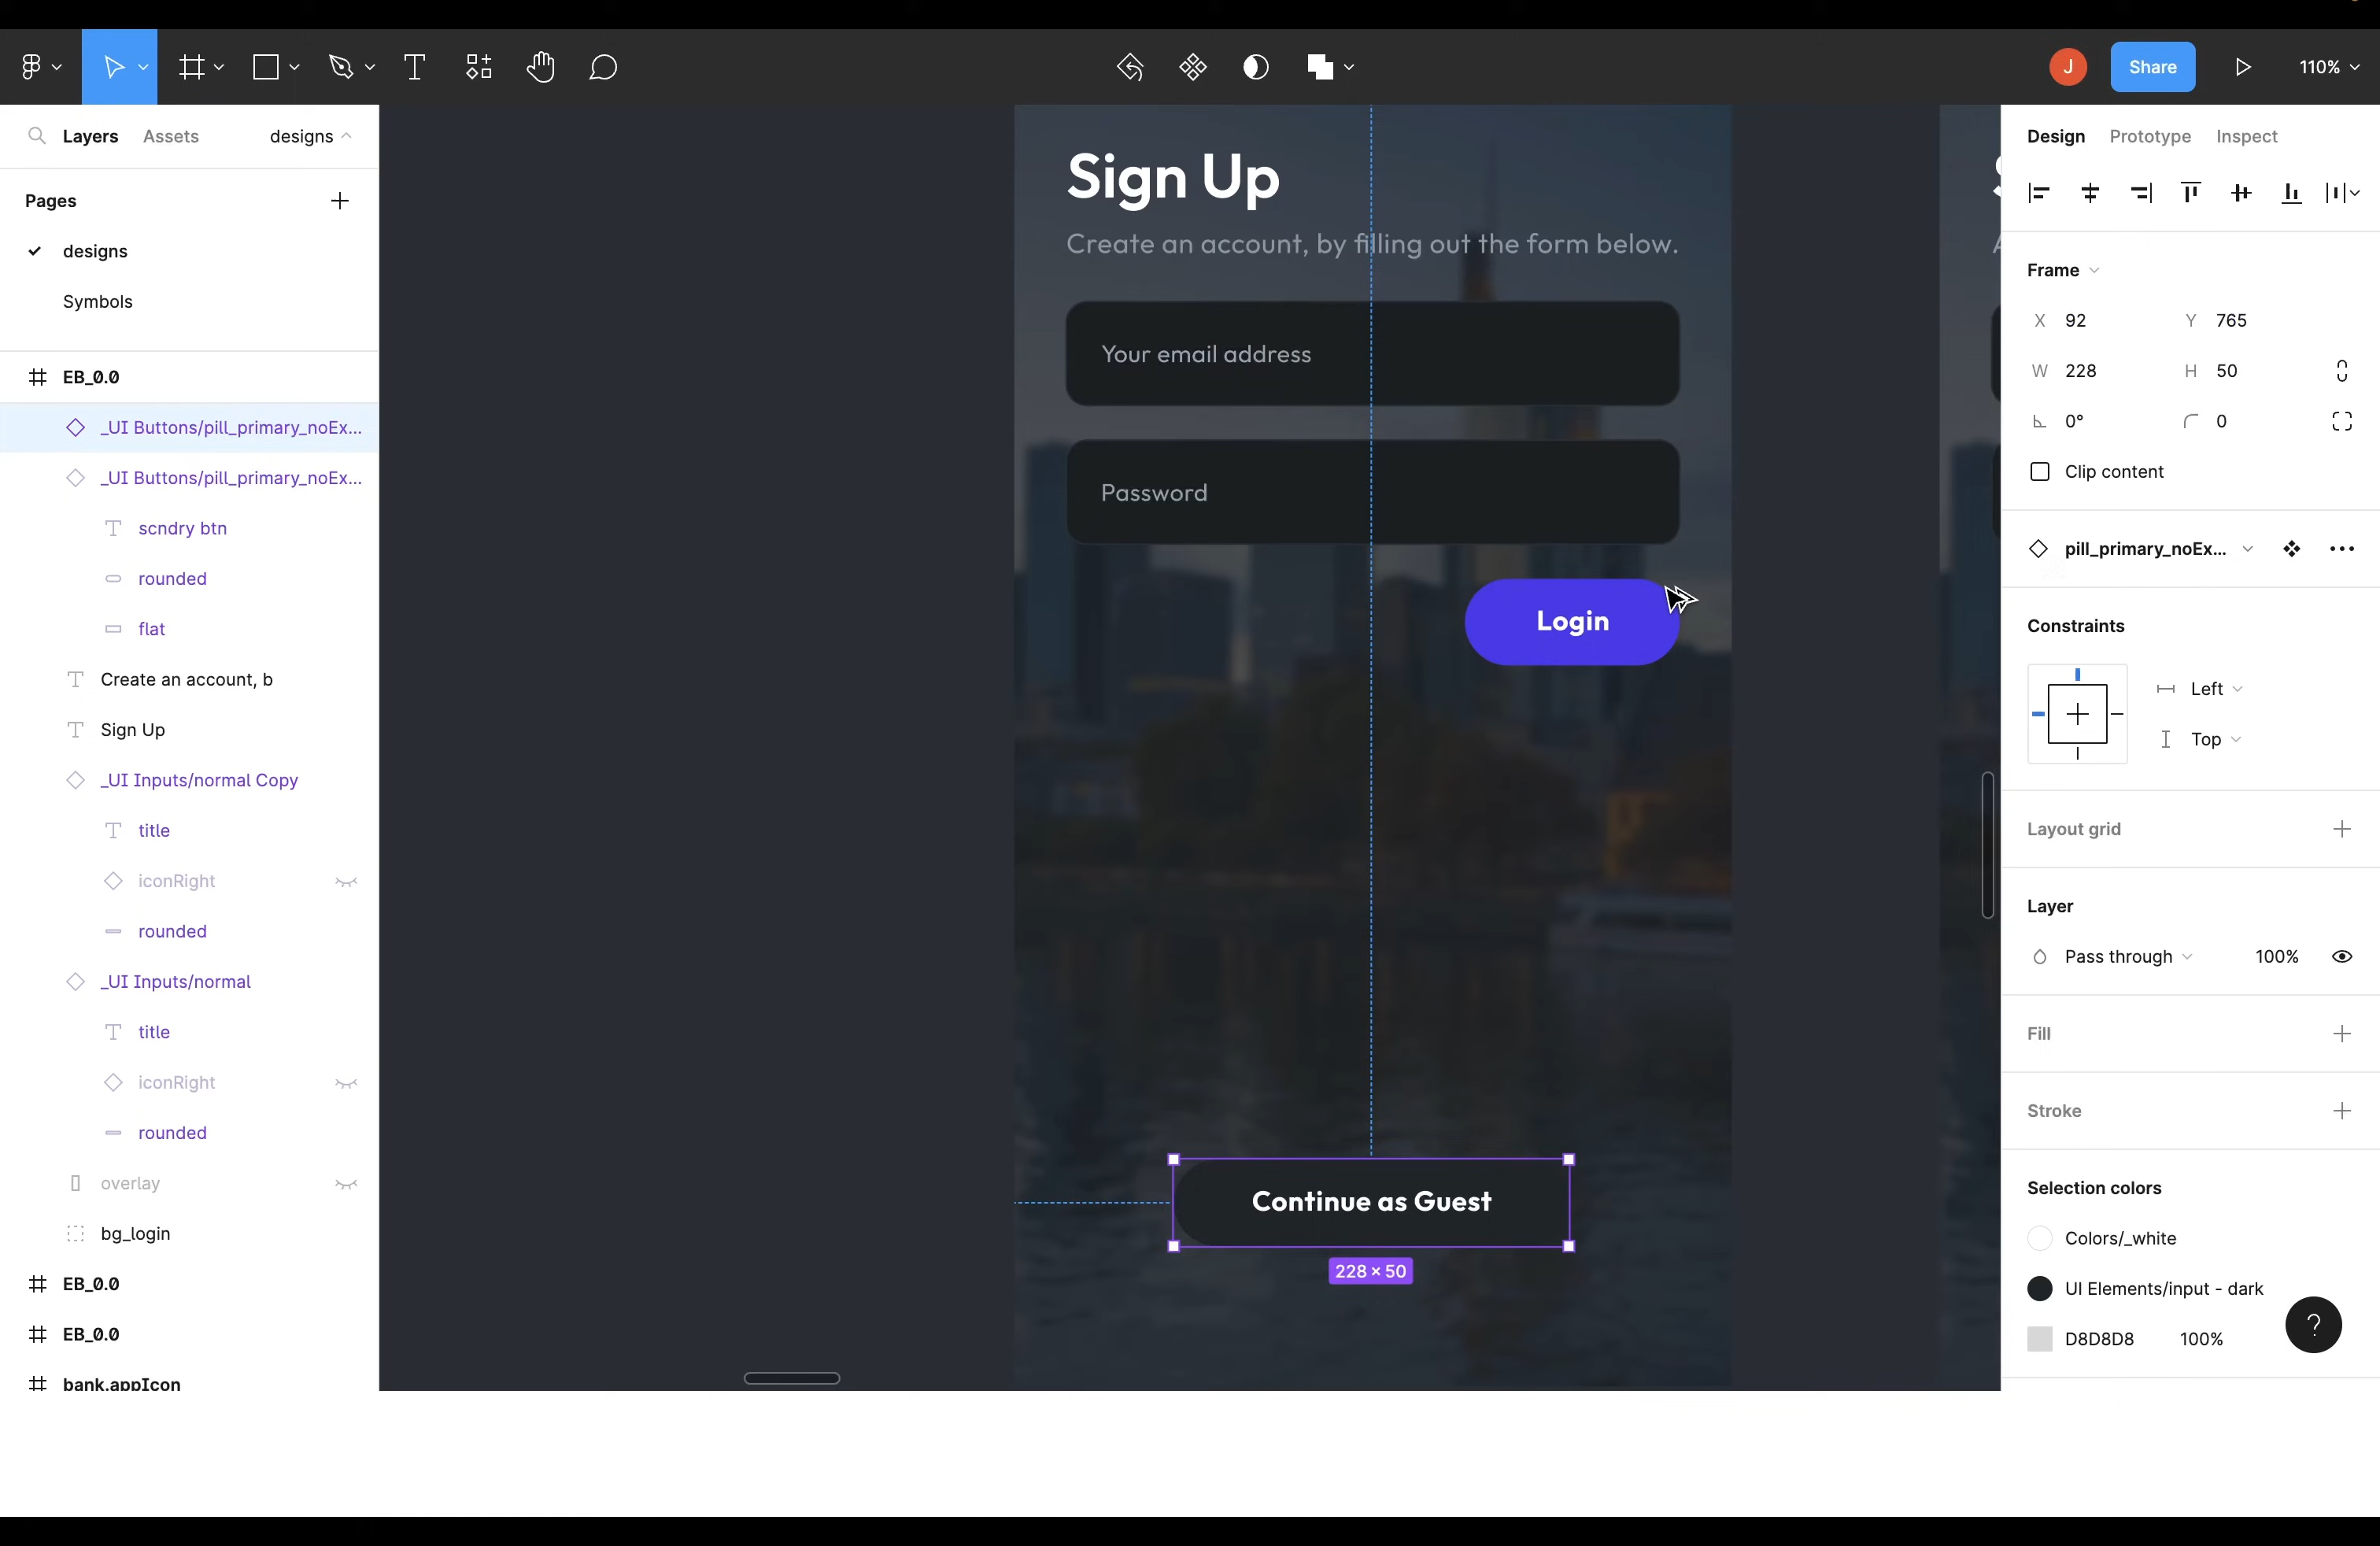 J
Share
110%
Layers
Assets
designs
Pages
designs
Symbols
EB_0.0
_UI Buttons/pill_primary_noEx...
_UI Buttons/pill_primary_noEx...
scndry btn
rounded
flat
Create an account, b
Sign Up
_UI Inputs/normal Copy
title
iconRight
rounded
_UI Inputs/normal
title
iconRight
rounded
overlay
bg_login
EB_0.0
EB_0.0
bank.appIcon
Sign Up
Create an account, by filling out the form below.
Your email address
Password
Login
Continue as Guest
228 × 50
Design Prototype Inspect
Frame
X 92 Y 765
W 228 H 50
0° 0
Clip content
pill_primary_noEx...
Constraints
Left
Top
Layout grid
Layer
Pass through 100%
Fill
Stroke
Selection colors
Colors/_white
UI Elements/input - dark
D8D8D8 100%
?